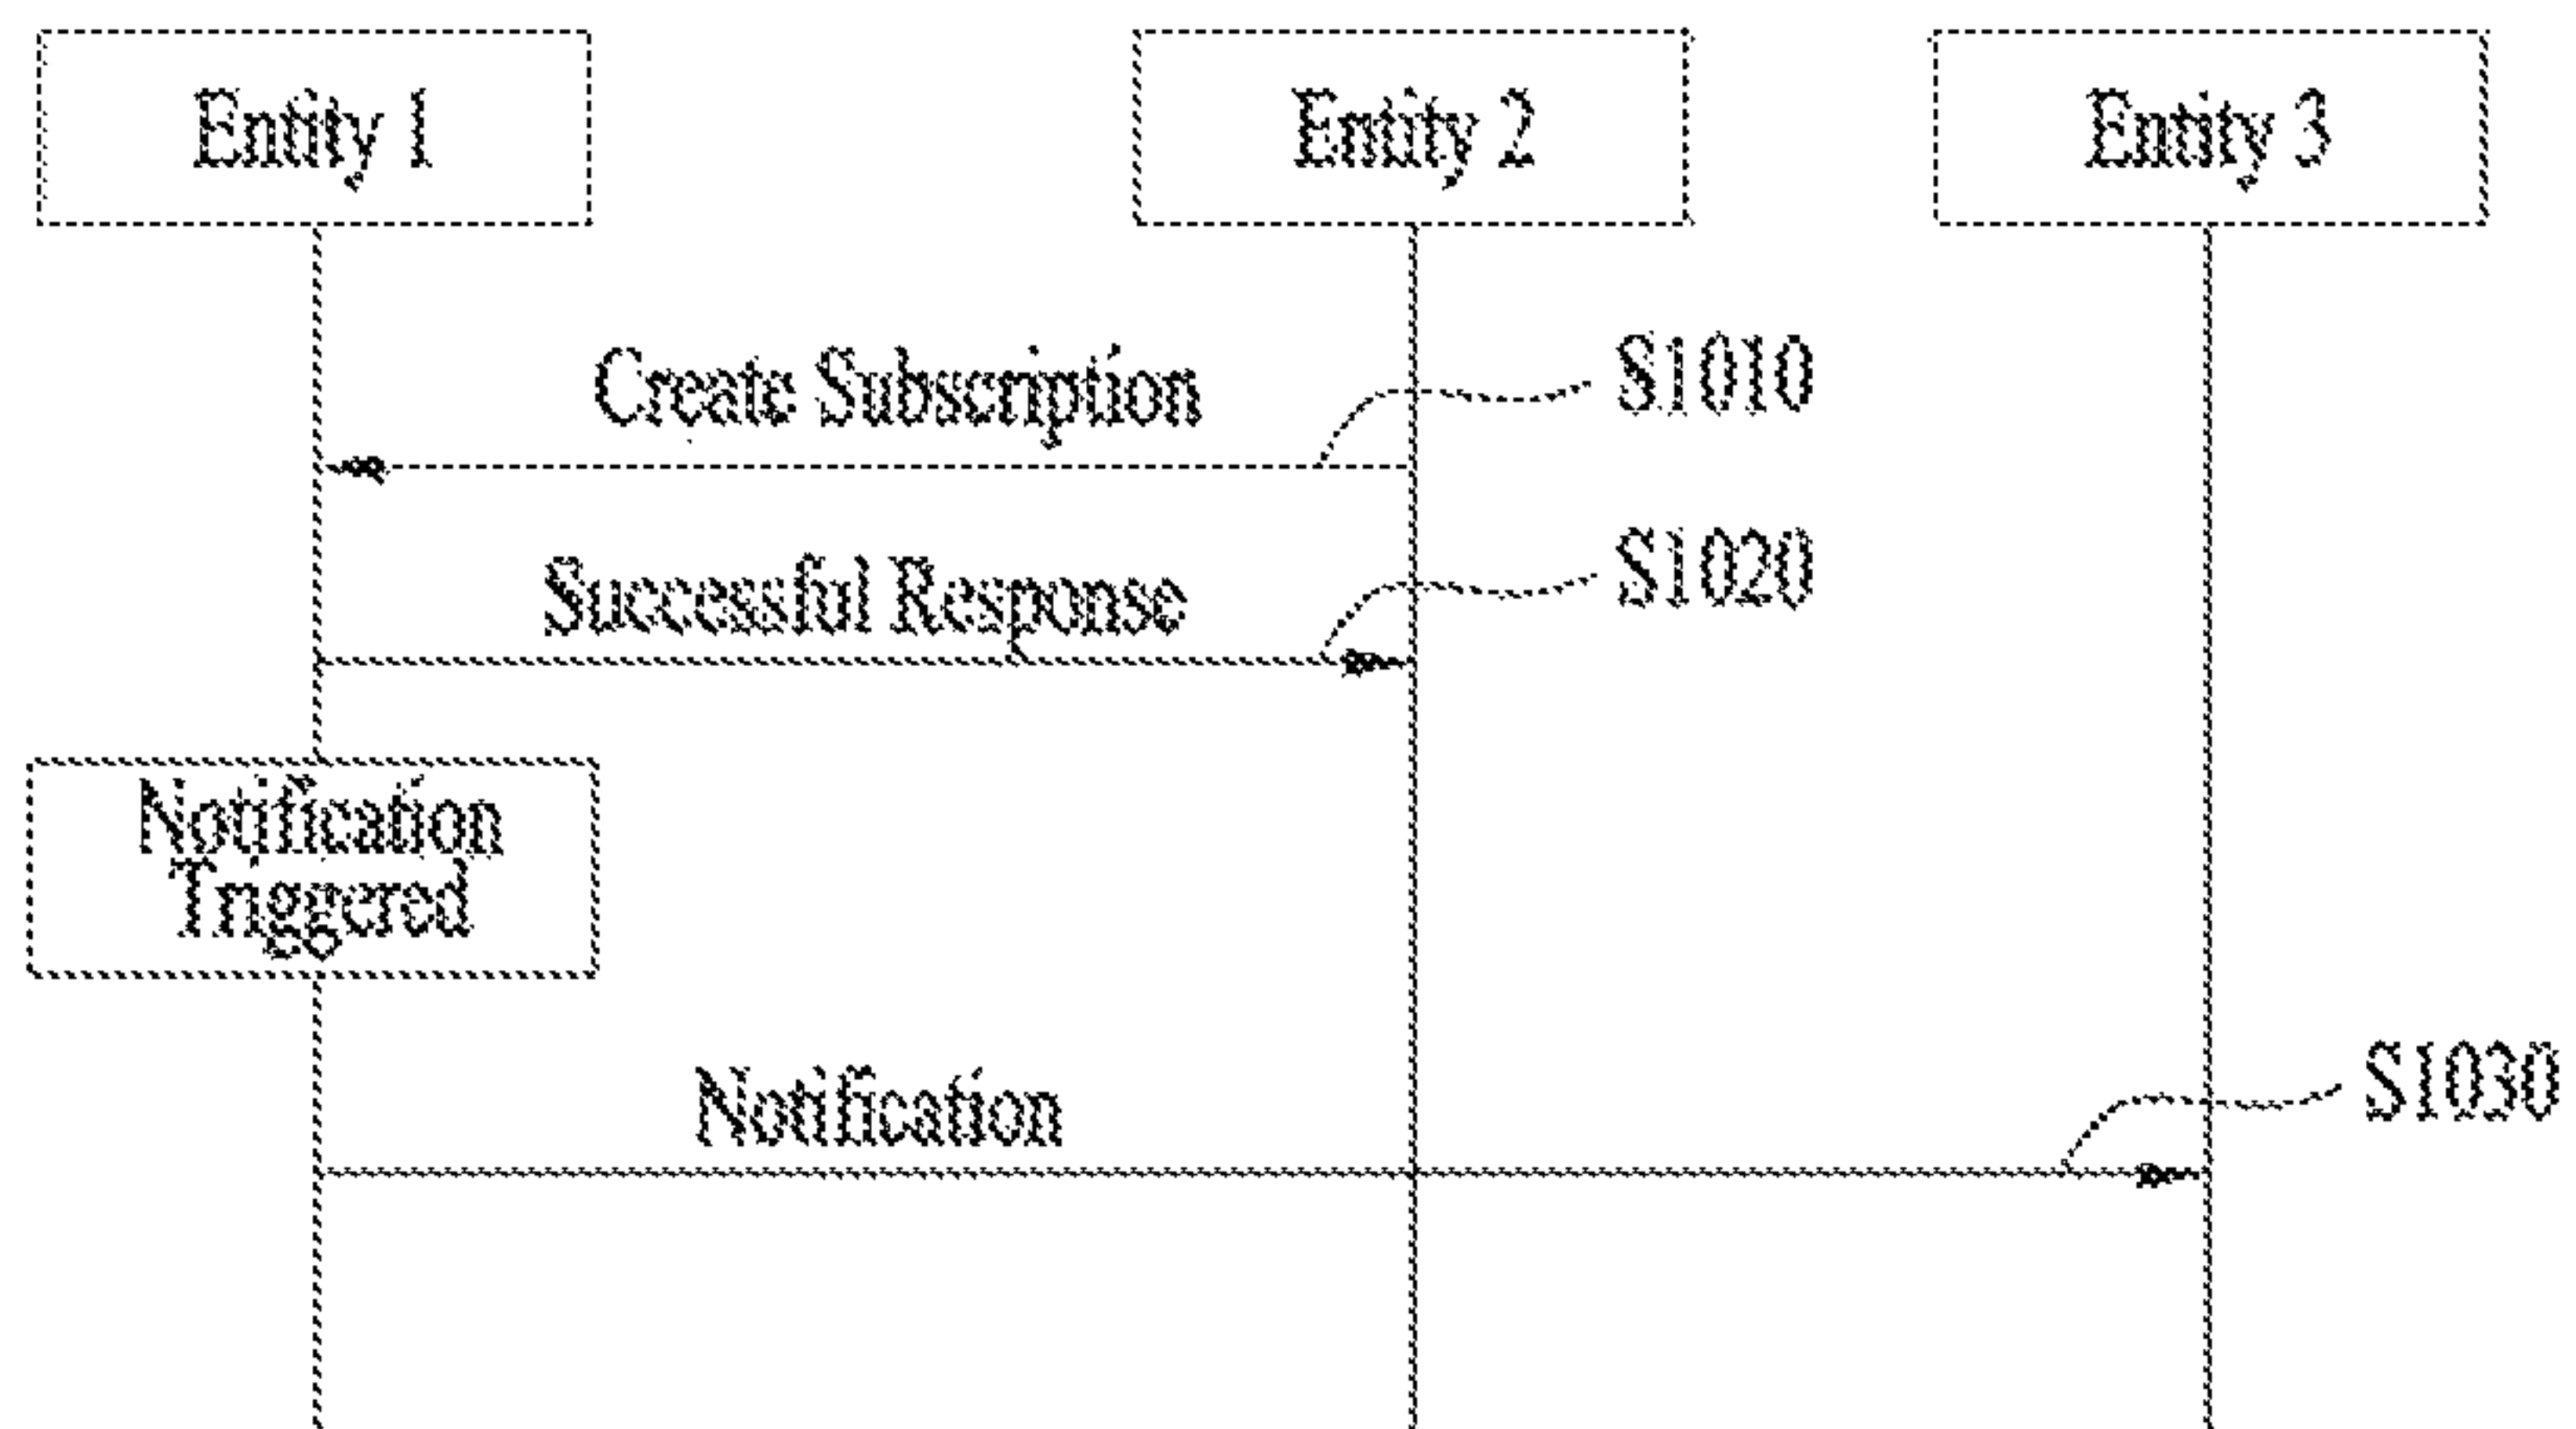 Entity 1
Entity 2
Entity 3
Create Subscription
S1010
Successful Response
S1020
Notification
Triggered
Notification
S1030